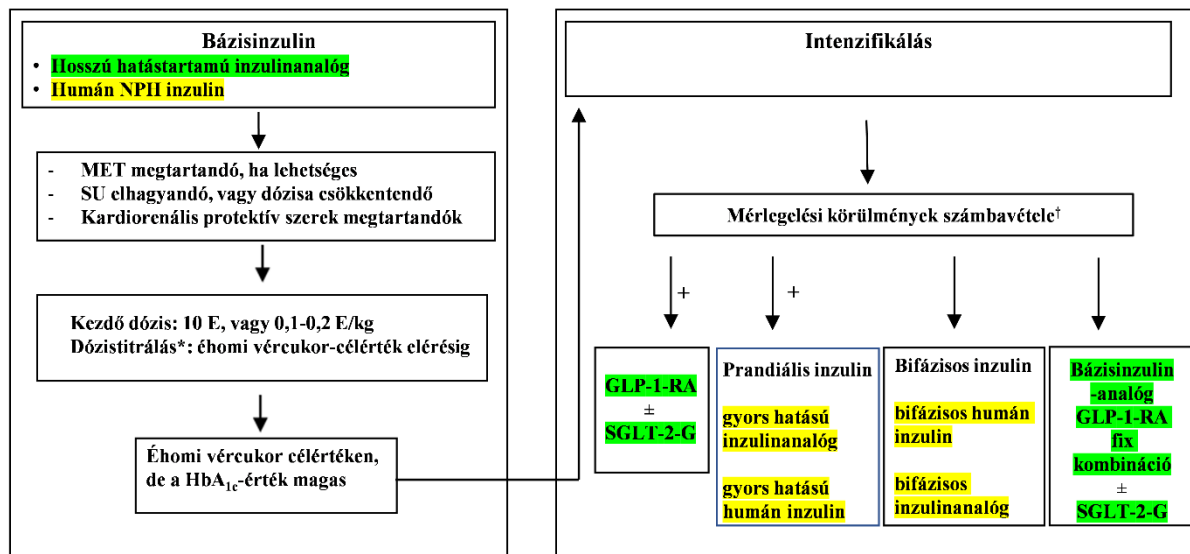 Bázisinzulin
• Hosszú hatástartamú inzulinanalóg
• Humán NPH inzulin
- MET megtartandó, ha lehetséges
- SU elhagyandó, vagy dózisa csökkentendő
- Kardiorenális protektív szerek megtartandók
Kezdő dózis: 10 E, vagy 0,1-0,2 E/kg
Dózistitrálás*: éhomi vércukor-célérték elérésig
Éhomi vércukor célértéken,
de a HbA1c-érték magas
Intenzifikálás
Mérlegelési körülmények számbavétele†
+
+
GLP-1-RA
±
SGLT-2-G
Prandiális inzulin
gyors hatású
inzulinanalóg
gyors hatású
humán inzulin
Bifázisos inzulin
bifázisos humán
inzulin
bifázisos
inzulinanalóg
Bázisinzulin
-analóg
GLP-1-RA
fix
kombináció
±
SGLT-2-G